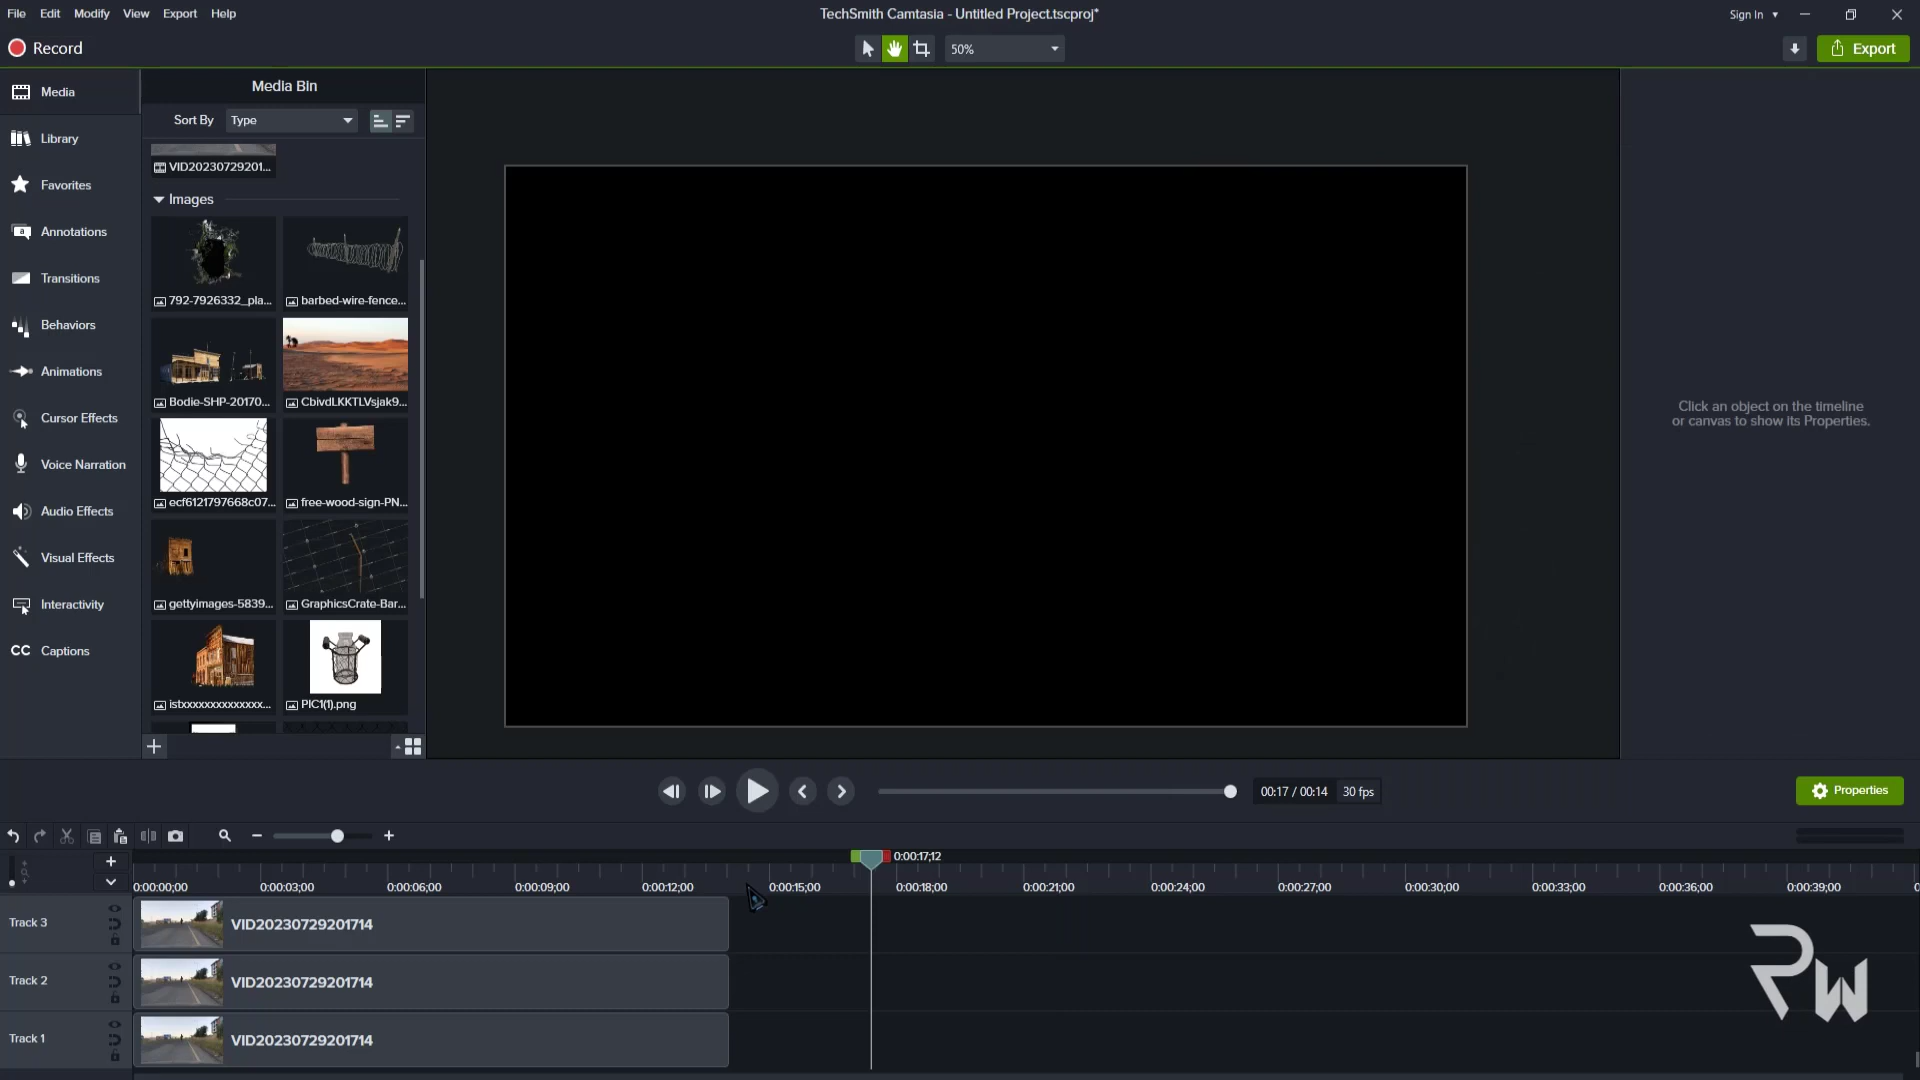 File Edit Modify View Export Help
TechSmith Camtasia - Untitled Project.tscproj*
Sign In
Record
50%
Export
Media
Library
Favorites
Annotations
Transitions
Behaviors
Animations
Cursor Effects
Voice Narration
Audio Effects
Visual Effects
Interactivity
CC Captions
Media Bin
Sort By Type
VID20230729201...
Images
792-7926332_pla...
barbed-wire-fence...
Bodie-SHP-20170...
CbivdLKKTLVsjak9...
ecf6121797668c07...
free-wood-sign-PN...
gettyimages-5839...
GraphicsCrate-Bar...
istxxxxxxxxxxxxxx...
PIC1(1).png
Click an object on the timeline
or canvas to show its Properties.
00:17 / 00:14 30 fps
Properties
0:00:17;12
0:00:00;00 0:00:03;00 0:00:06;00 0:00:09;00 0:00:12;00 0:00:15;00 0:00:18;00 0:00:21;00 0:00:24;00 0:00:27;00 0:00:30;00 0:00:33;00 0:00:36;00 0:00:39;00
Track 3 VID20230729201714
Track 2 VID20230729201714
Track 1 VID20230729201714
RW